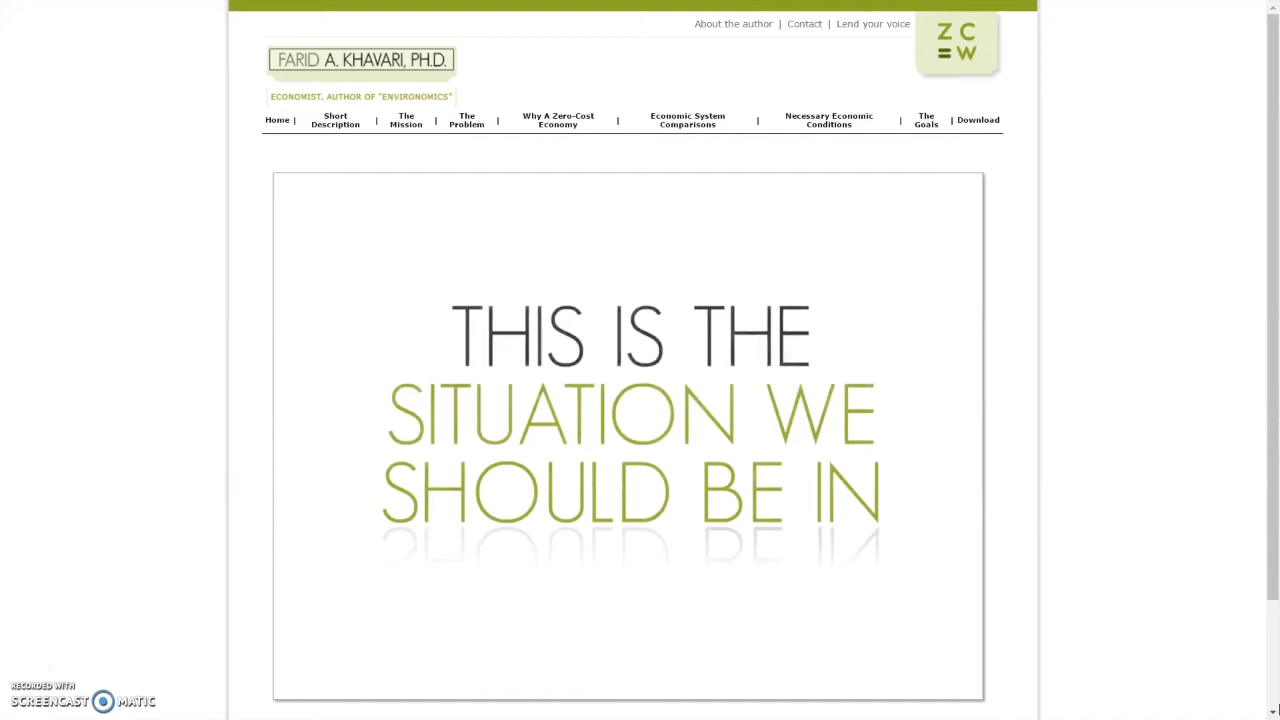 About the author | Contact | Lend your voice
Z C
= W
FARID A. KHAVARI, PH.D.
ECONOMIST, AUTHOR OF "ENVIRONOMICS"
Home | Short Description | The Mission | The Problem | Why A Zero-Cost Economy | Economic System Comparisons | Necessary Economic Conditions | The Goals | Download
THIS IS THE
SITUATION WE
SHOULD BE IN
RECORDED WITH
SCREENCAST MATIC